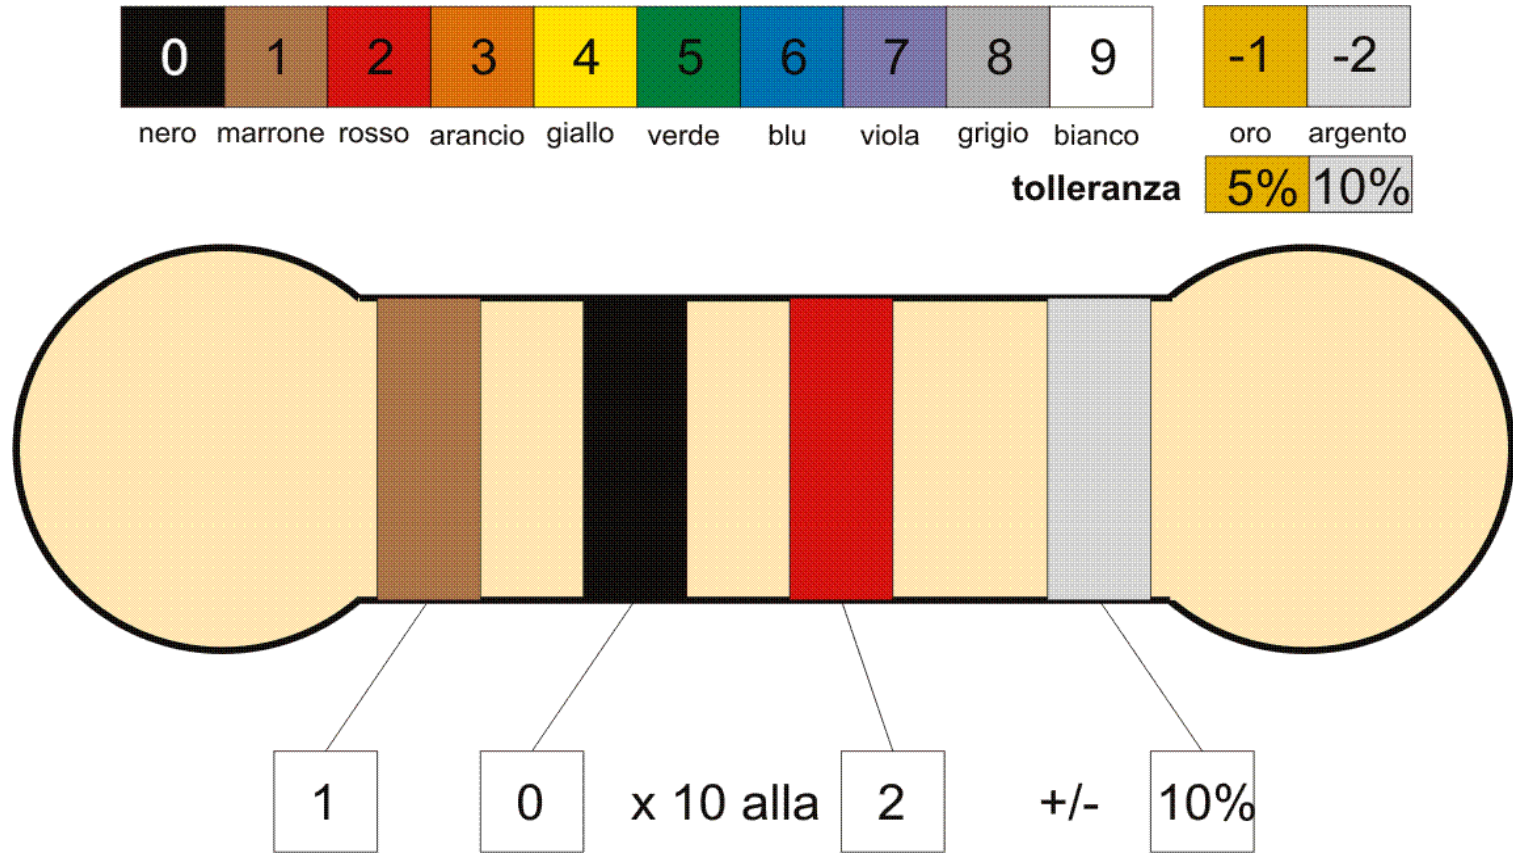 0 1 2 3 4 5 6 7 8 9 -1 -2
nero marrone rosso arancio giallo verde blu viola grigio bianco oro argento
tolleranza 5% 10%
1 0 x 10 alla 2 +/- 10%